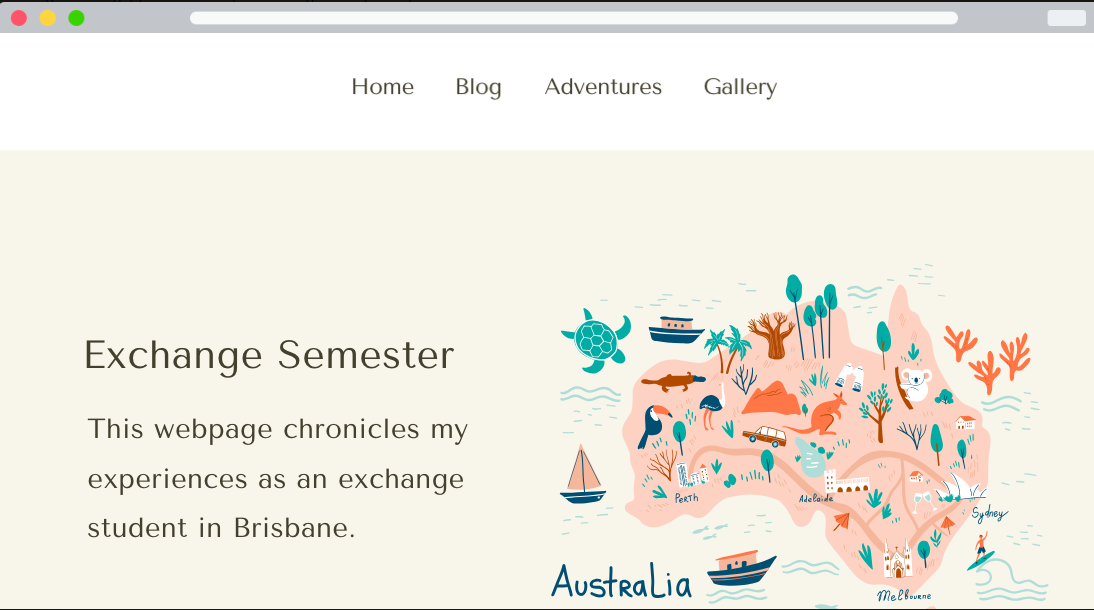 Home Blog Adventures Gallery
Exchange Semester
This webpage chronicles my
experiences as an exchange
student in Brisbane.
Perth
Adelaide
Sydney
Melbourne
Australia